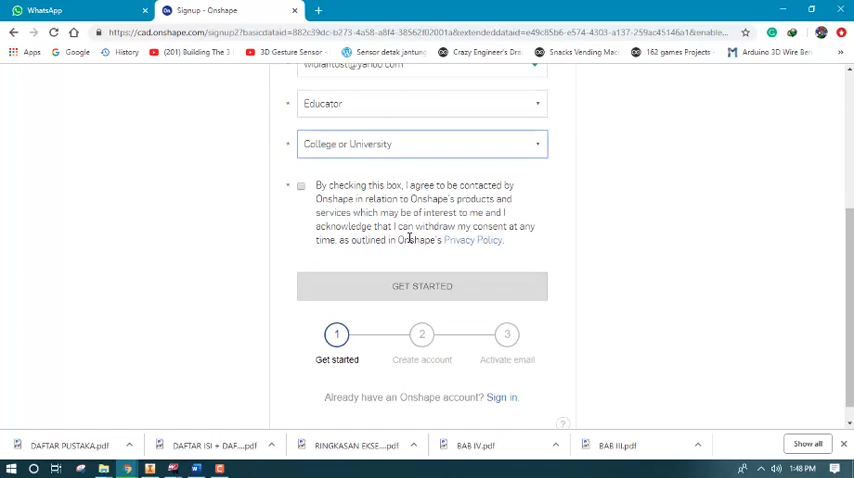 WhatsApp
Signup - Onshape
https://cad.onshape.com/signup2?basicdataid=882c39dc-b273-4a58-a8f4-38562f02001a&extendeddataid=e49c85b6-e574-4303-a137-259ac45146a1&enable...
Apps
Google
History
(201) Building The 3
3D Gesture Sensor -
Sensor detak jantung
Crazy Engineer's Dra
Snacks Vending Mac
162 games Projects
Arduino 3D Wire Ben
Educator
College or University
By checking this box, I agree to be contacted by
Onshape in relation to Onshape's products and
services which may be of interest to me and I
acknowledge that I can withdraw my consent at any
time, as outlined in Onshape's Privacy Policy.
GET STARTED
1
2
3
Get started
Create account
Activate email
Already have an Onshape account? Sign in.
?
DAFTAR PUSTAKA.pdf
DAFTAR ISI + DAF....pdf
RINGKASAN EKSE....pdf
BAB IV.pdf
BAB III.pdf
Show all
1:48 PM